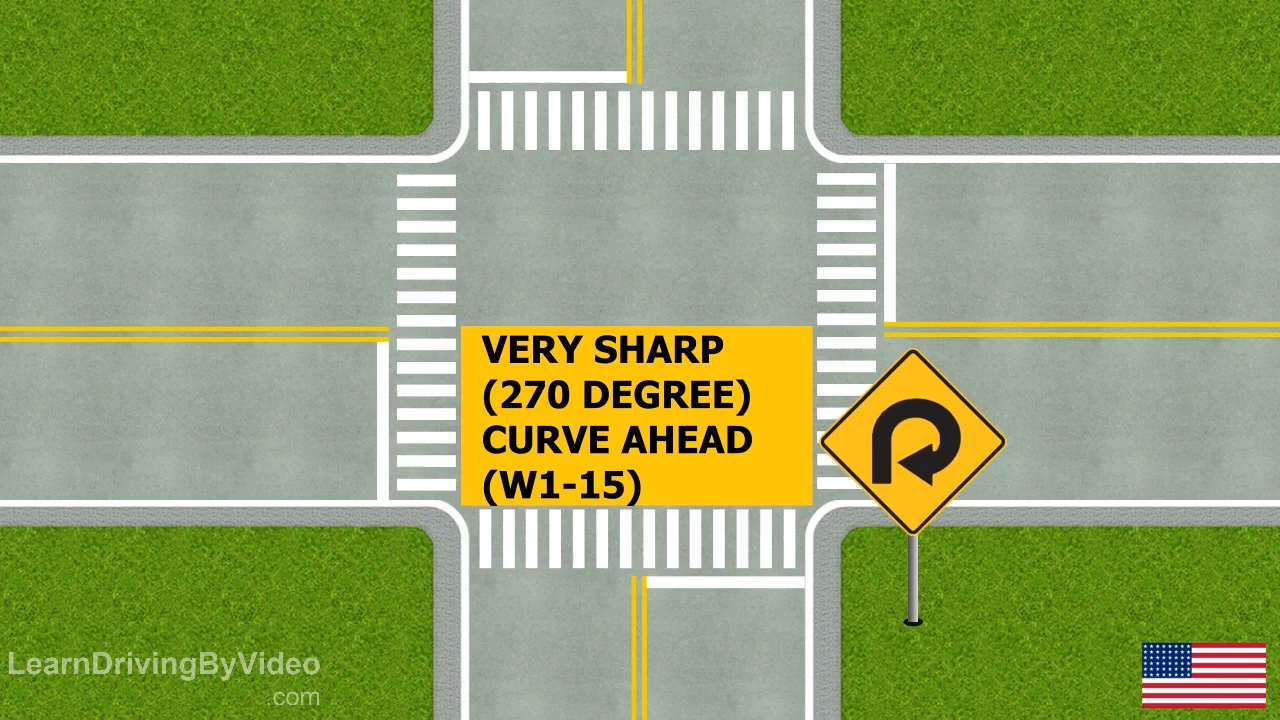 VERY SHARP
(270 DEGREE)
CURVE AHEAD
(W1-15)
LearnDrivingByVideo
.com